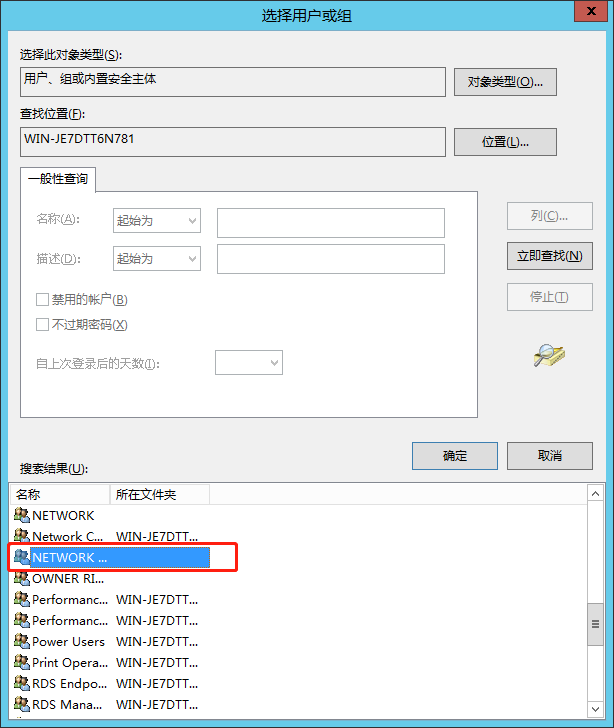 选择用户或组
x
选择此对象类型(S):
用户、组或内置安全主体
对象类型(O)...
查找位置(F):
WIN-JE7DTT6N781
位置(L)...
一般性查询
名称(A):
起始为
描述(D):
起始为
禁用的帐户(B)
不过期密码(X)
自上次登录后的天数(I):
列(C)...
立即查找(N)
停止(T)
确定
取消
搜索结果(U):
名称 所在文件夹
NETWORK
Network C... WIN-JE7DTT...
NETWORK ...
OWNER RI...
Performanc... WIN-JE7DTT...
Performanc... WIN-JE7DTT...
Power Users WIN-JE7DTT...
Print Opera... WIN-JE7DTT...
RDS Endpo... WIN-JE7DTT...
RDS Mana... WIN-JE7DTT...